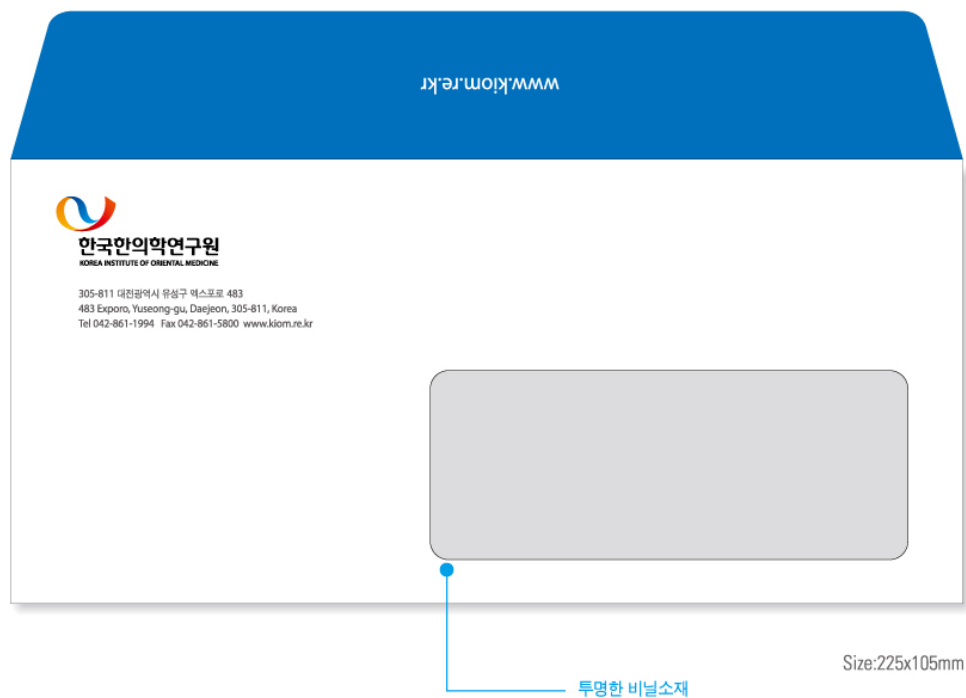 www.kiom.re.kr
한국한의학연구원
KOREA INSTITUTE OF ORIENTAL MEDICINE
305-811 대전광역시 유성구 엑스포로 483
483 Exporo, Yuseong-gu, Daejeon, 305-811, Korea
Tel 042-861-1994 Fax 042-861-5800 www.kiom.re.kr
Size:225x105mm
투명한 비닐소재